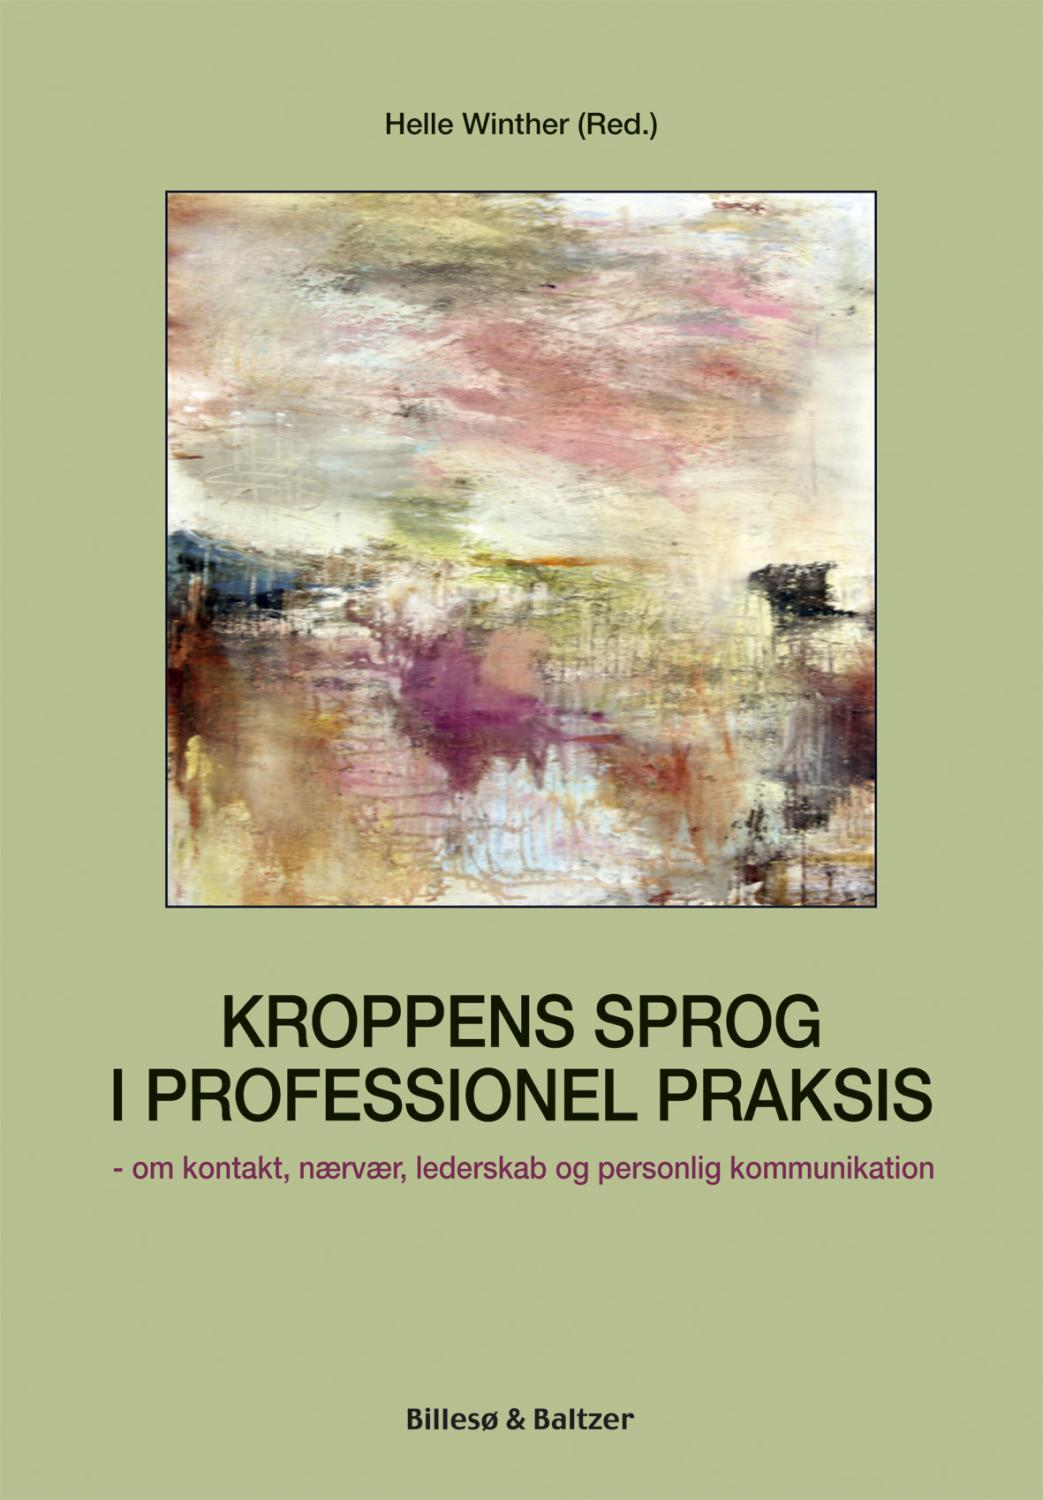 Helle Winther (Red.)
KROPPENS SPROG
I PROFESSIONEL PRAKSIS
- om kontakt, nærvær, lederskab og personlig kommunikation
Billesø & Baltzer